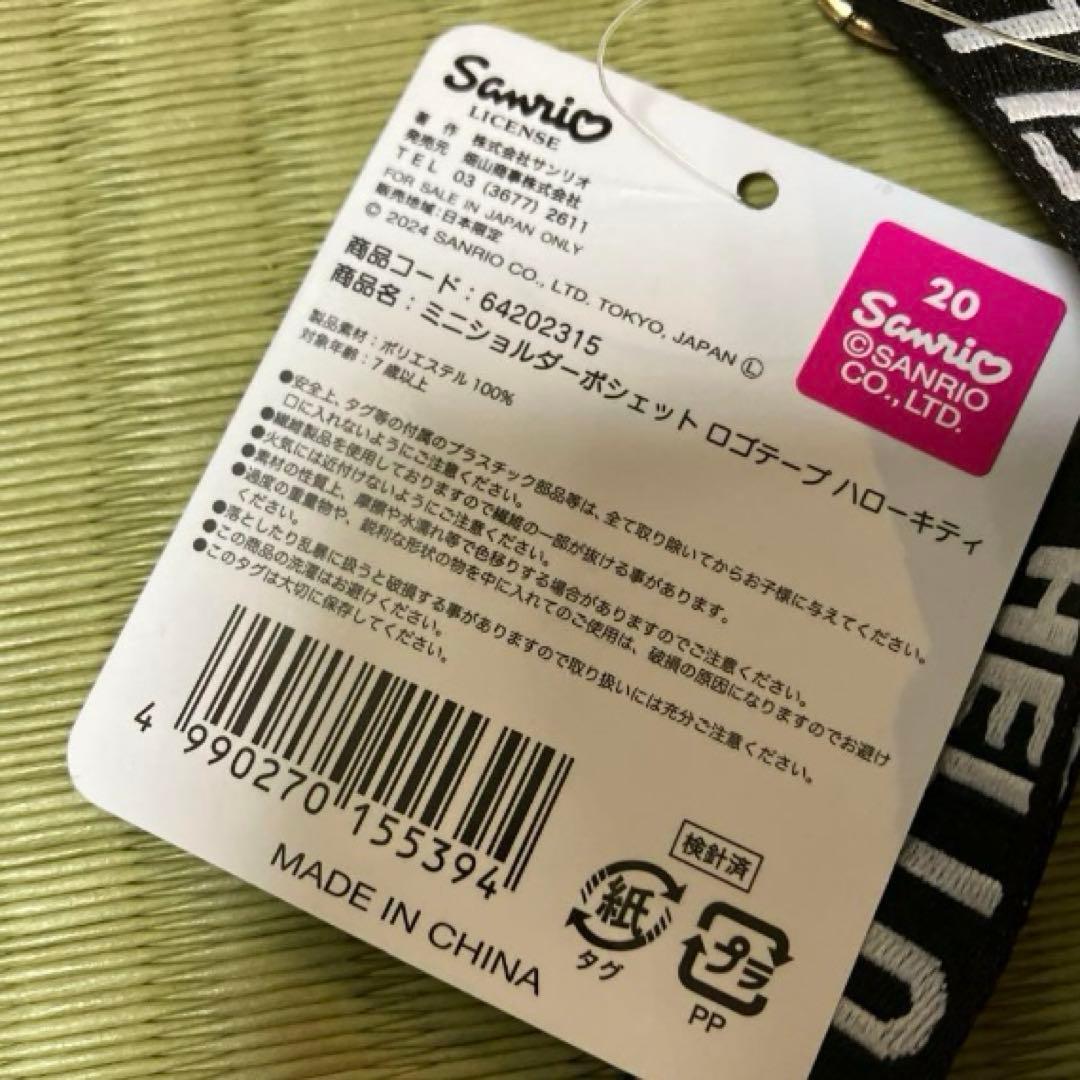 Sanrio
LICENSE
著 作 株式会社サンリオ
発売元 畑山商事株式会社
TEL 03 (3677) 2611
FOR SALE IN JAPAN ONLY
販売地域:日本限定
© 2024 SANRIO CO., LTD. TOKYO, JAPAN Ⓛ
商品コード:64202315
商品名:ミニショルダーポシェット ロゴテープ ハローキティ
製品素材:ポリエステル 100%
対象年齢:7歳以上
●安全上、タグ等の付属のプラスチック部品等は、全て取り除いてからお子様に与えてください。
口に入れないようにご注意ください。
●繊維製品を使用しておりますので繊維の一部が抜ける事があります。
●火気には近付けないようにご注意ください。
●素材の性質上、摩擦や水濡れ等で色移りする場合がありますのでご注意ください。
●過度の重量物や、鋭利な形状の物を中に入れてのご使用は、破損の原因になりますのでお避け
ください。
●落としたり乱暴に扱うと破損する事がありますので取り扱いには充分ご注意ください。
●この商品の洗濯はお避けください。
●このタグは大切に保存してください。
4 990270 155394
MADE IN CHINA
検針済
紙
タグ
プラ
PP
20
Sanrio
©SANRIO
CO., LTD.
HELLO